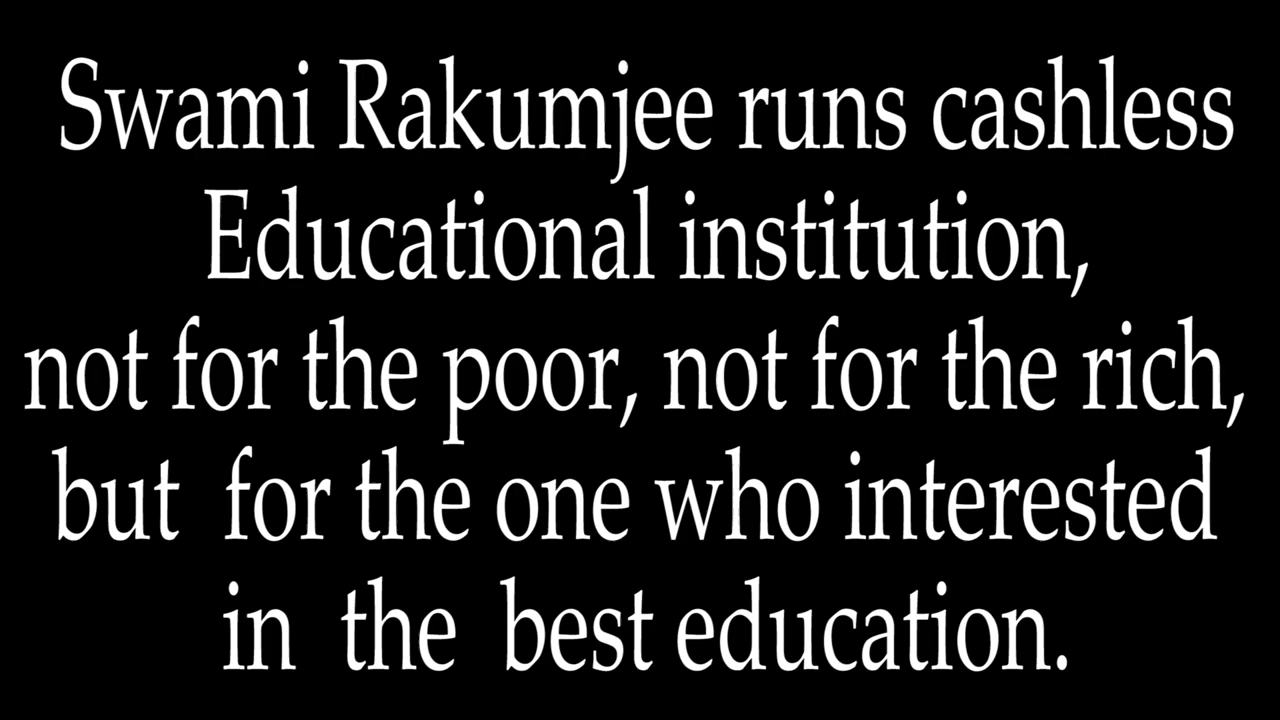 Swami Rakumjee runs cashless
Educational institution,
not for the poor, not for the rich,
but for the one who interested
in the best education.